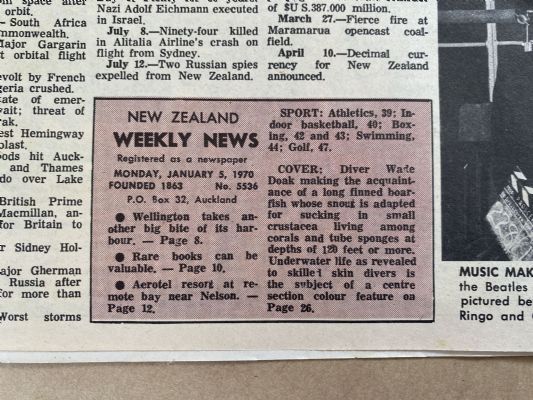 om space after
orbit.
— South Africa
mmonwealth.
Major Gargarin
t orbital flight
evolt by French
geria crushed.
ate of emer-
ait; threat of
rak.
est Hemingway
olast.
ods hit Auck-
and Thames
do over Lake
British Prime
Macmillan, an-
for Britain to
r Sidney Hol-
ajor Gherman
Russia after
for more than
Worst storms
Nazi Adolf Eichmann executed
in Israel.
July 8.—Ninety-four killed
in Alitalia Airline's crash on
flight from Sydney.
July 12.—Two Russian spies
expelled from New Zealand.
of $U S.387.000 million.
March 27.—Fierce fire at
Maramarua opencast coal-
field.
April 10.—Decimal cur-
rency for New Zealand
announced.
NEW ZEALAND
WEEKLY NEWS
Registered as a newspaper
MONDAY, JANUARY 5, 1970
FOUNDED 1863 No. 5536
P.O. Box 32, Auckland
● Wellington takes an-
other big bite of its har-
bour. — Page 8.
● Rare books can be
valuable. — Page 10.
● Aerotel resort at re-
mote bay near Nelson. —
Page 12.
SPORT: Athletics, 39; In-
door basketball, 40; Box-
ing, 42 and 43; Swimming,
44; Golf, 47.
COVER: Diver Wade
Doak making the acquaint-
ance of a long finned boar-
fish whose snout is adapted
for sucking in small
crustacea living among
corals and tube sponges at
depths of 120 feet or more.
Underwater life as revealed
to skilled skin divers is
the subject of a centre
section colour feature on
Page 26.
MUSIC MAK
the Beatles
pictured be
Ringo and